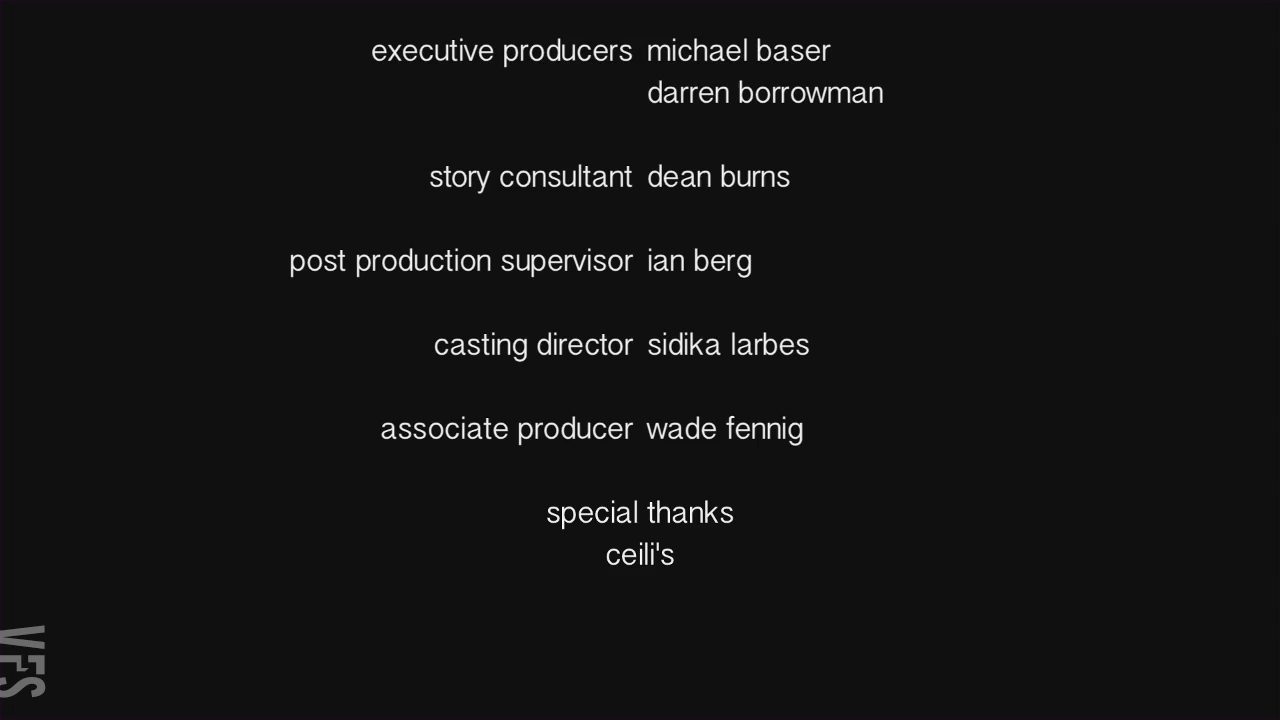 executive producers michael baser
darren borrowman
story consultant dean burns
post production supervisor ian berg
casting director sidika larbes
associate producer wade fennig
special thanks
ceili's
VFS